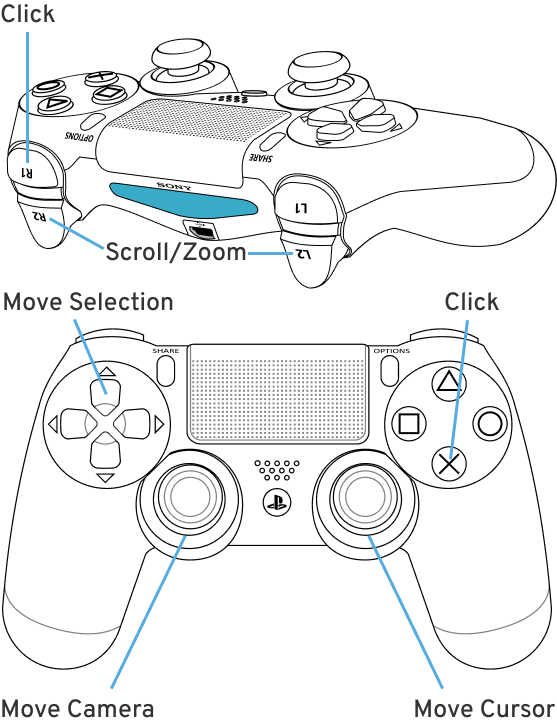 Click
OPTIONS
SHARE
R1
SONY
L1
R2
L2
Scroll/Zoom
Move Selection
Click
SHARE
OPTIONS
Move Camera
Move Cursor